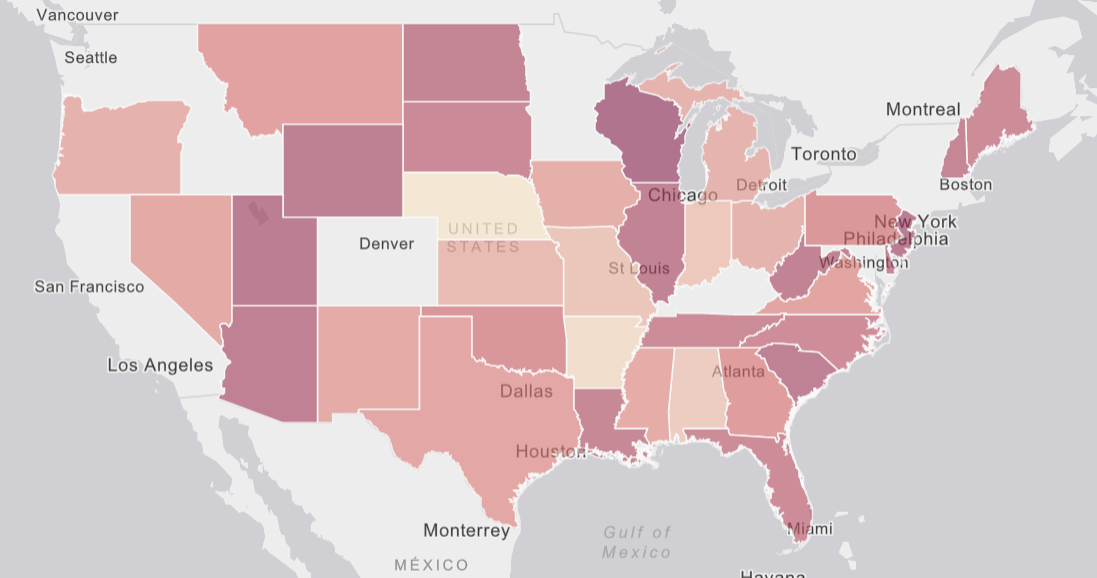 Vancouver
Seattle
Montreal
Toronto
Boston
Detroit
Chicago
New York
Philadelphia
UNITED
STATES
Denver
Washington
St Louis
San Francisco
Los Angeles
Atlanta
Dallas
Houston
Miami
Monterrey
Gulf of
Mexico
MÉXICO
Havana